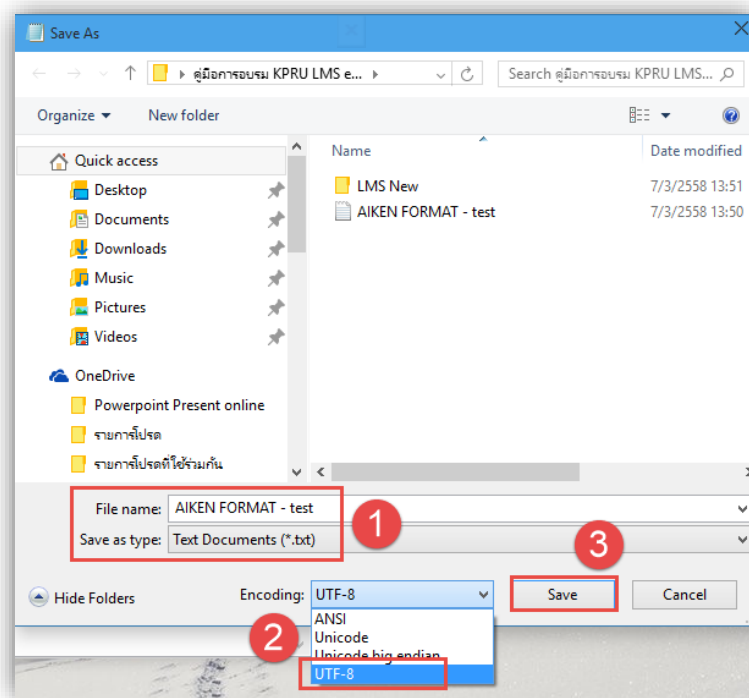 Save As
คู่มือการอบรม KPRU LMS e...
Search คู่มือการอบรม KPRU LMS...
Organize
New folder
Name
Date modified
Quick access
Desktop
Documents
Downloads
Music
Pictures
Videos
OneDrive
Powerpoint Present online
รายการโปรด
รายการโปรดที่ใช้ร่วมกัน
LMS New
7/3/2558 13:51
AIKEN FORMAT - test
7/3/2558 13:50
File name: AIKEN FORMAT - test
Save as type: Text Documents (*.txt)
1
3
Hide Folders
Encoding: UTF-8
Save
Cancel
ANSI
Unicode
Unicode big endian
UTF-8
2